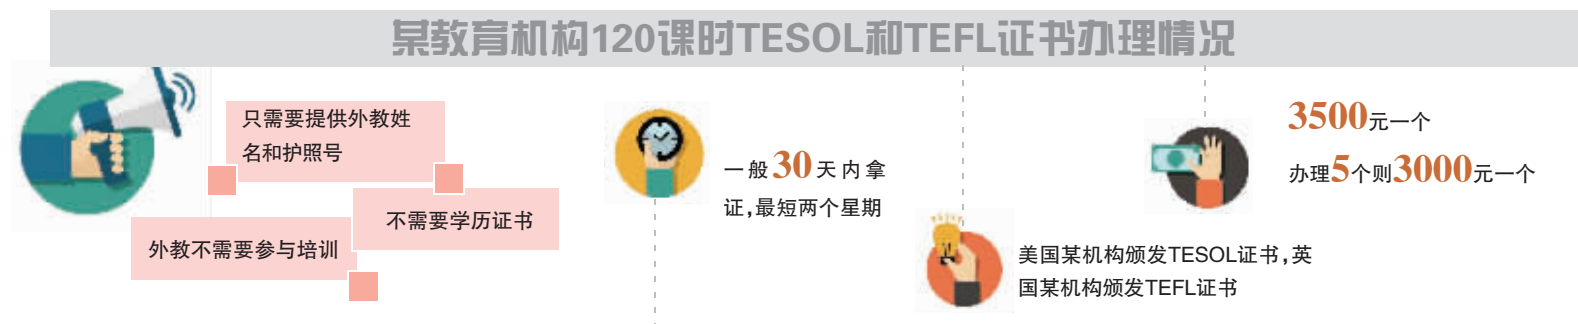 某教育机构120课时TESOL和TEFL证书办理情况
只需要提供外教姓
名和护照号
不需要学历证书
外教不需要参与培训
一般30天内拿
证,最短两个星期
美国某机构颁发TESOL证书,英
国某机构颁发TEFL证书
3500元一个
办理5个则3000元一个